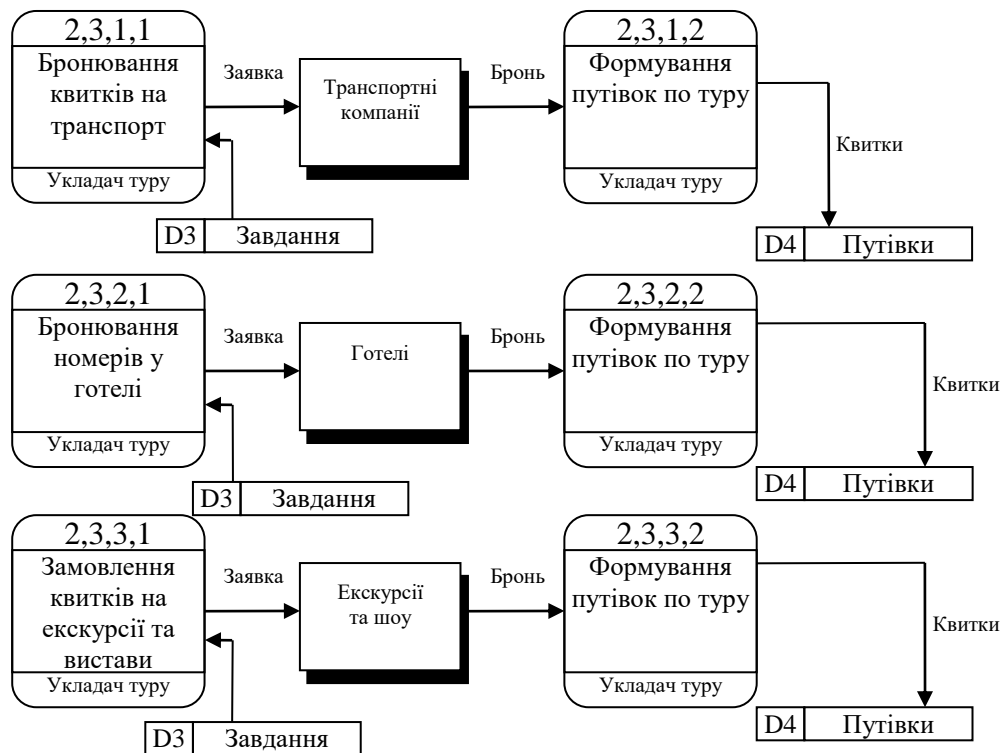 2,3,1,1
Бронювання
квитків на
транспорт
Укладач туру
Заявка
Транспортні
компанії
Бронь
2,3,1,2
Формування
путівок по туру
Укладач туру
Квитки
D3 Завдання
D4 Путівки
2,3,2,1
Бронювання
номерів у
готелі
Укладач туру
Заявка
Готелі
Бронь
2,3,2,2
Формування
путівок по туру
Укладач туру
Квитки
D3 Завдання
D4 Путівки
2,3,3,1
Замовлення
квитків на
екскурсії та
вистави
Укладач туру
Заявка
Екскурсії
та шоу
Бронь
2,3,3,2
Формування
путівок по туру
Укладач туру
Квитки
D3 Завдання
D4 Путівки